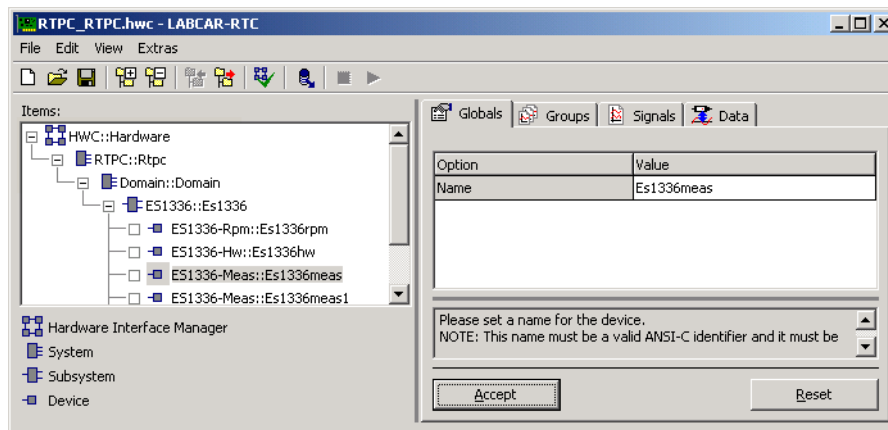 RTPC_RTPC.hwc - LABCAR-RTC
File Edit View Extras
Items:
HWC::Hardware
RTPC::Rtpc
Domain::Domain
ES1336::Es1336
ES1336-Rpm::Es1336rpm
ES1336-Hw::Es1336hw
ES1336-Meas::Es1336meas
ES1336-Meas::Es1336meas1
Hardware Interface Manager
System
Subsystem
Device
Globals Groups Signals Data
Option Value
Name Es1336meas
Please set a name for the device.
NOTE: This name must be a valid ANSI-C identifier and it must be
Accept Reset